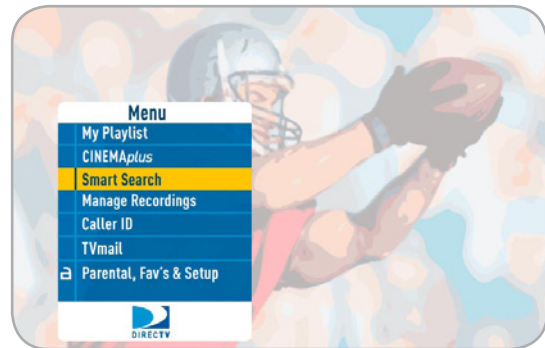 Menu
My Playlist
CINEMAplus
Smart Search
Manage Recordings
Caller ID
TVmail
a Parental, Fav's & Setup
DIRECTV